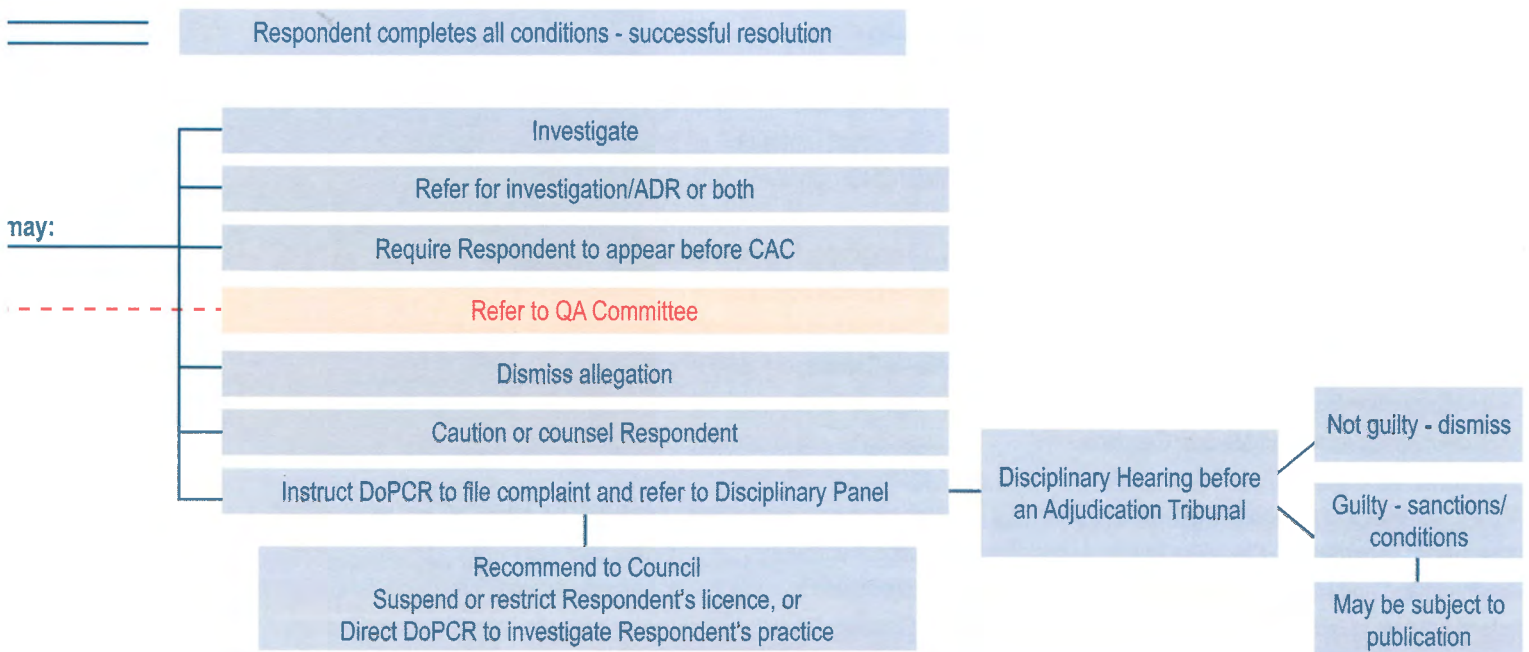 Respondent completes all conditions - successful resolution
Investigate
Refer for investigation/ADR or both
may:
Require Respondent to appear before CAC
Refer to QA Committee
Dismiss allegation
Caution or counsel Respondent
Instruct DoPCR to file complaint and refer to Disciplinary Panel
Recommend to Council
Suspend or restrict Respondent's licence, or
Direct DoPCR to investigate Respondent's practice
Disciplinary Hearing before
an Adjudication Tribunal
Not guilty - dismiss
Guilty - sanctions/
conditions
May be subject to
publication